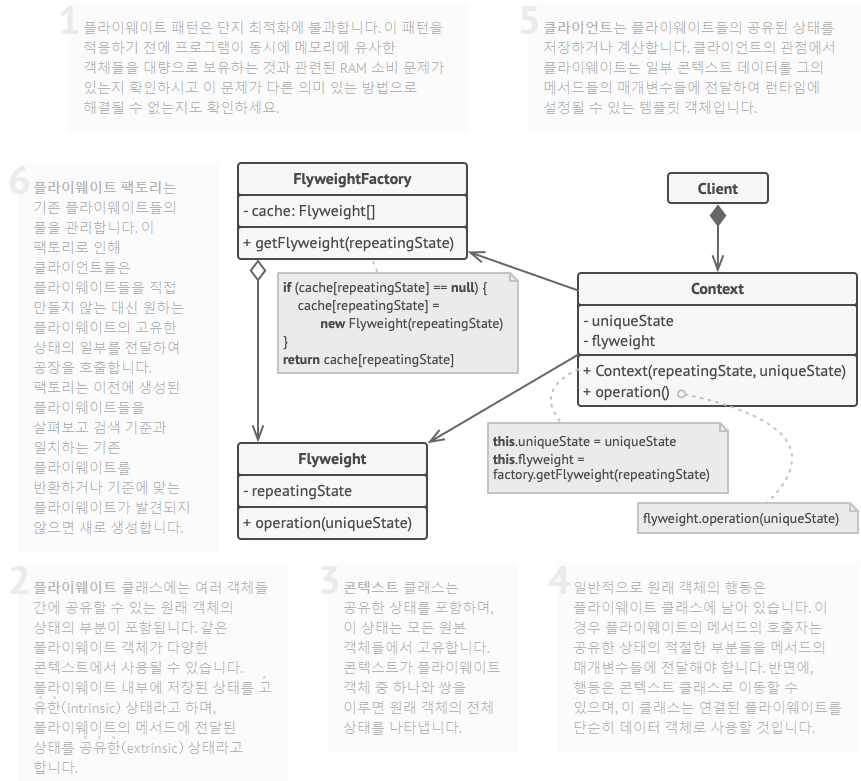 1
플라이웨이트 패턴은 단지 최적화에 불과합니다. 이 패턴을
적용하기 전에 프로그램이 동시에 메모리에 유사한
객체들을 대량으로 보유하는 것과 관련된 RAM 소비 문제가
있는지 확인하시고 이 문제가 다른 의미 있는 방법으로
해결될 수 없는지도 확인하세요.
5
클라이언트는 플라이웨이트들의 공유된 상태를
저장하거나 계산합니다. 클라이언트의 관점에서
플라이웨이트는 일부 콘텍스트 데이터를 그의
메서드들의 매개변수들에 전달하여 런타임에
설정될 수 있는 템플릿 객체입니다.
6
플라이웨이트 팩토리는
기존 플라이웨이트들의
풀을 관리합니다. 이
팩토리로 인해
클라이언트들은
플라이웨이트들을 직접
만들지 않는 대신 원하는
플라이웨이트의 고유한
상태의 일부를 전달하여
공장을 호출합니다.
팩토리는 이전에 생성된
플라이웨이트들을
살펴보고 검색 기준과
일치하는 기존
플라이웨이트를
반환하거나 기준에 맞는
플라이웨이트가 발견되지
않으면 새로 생성합니다.
FlyweightFactory
- cache: Flyweight[]
+ getFlyweight(repeatingState)
if (cache[repeatingState] == null) {
cache[repeatingState] =
new Flyweight(repeatingState)
}
return cache[repeatingState]
Client
Context
- uniqueState
- flyweight
+ Context(repeatingState, uniqueState)
+ operation()
this.uniqueState = uniqueState
this.flyweight =
factory.getFlyweight(repeatingState)
flyweight.operation(uniqueState)
Flyweight
- repeatingState
+ operation(uniqueState)
2
플라이웨이트 클래스에는 여러 객체들
간에 공유할 수 있는 원래 객체의
상태의 부분이 포함됩니다. 같은
플라이웨이트 객체가 다양한
콘텍스트에서 사용될 수 있습니다.
플라이웨이트 내부에 저장된 상태를 고
유한(intrinsic) 상태라고 하며,
플라이웨이트의 메서드에 전달된
상태를 공유한(extrinsic) 상태라고
합니다.
3
콘텍스트 클래스는
공유한 상태를 포함하며,
이 상태는 모든 원본
객체들에서 고유합니다.
콘텍스트가 플라이웨이트
객체 중 하나와 쌍을
이루면 원래 객체의 전체
상태를 나타냅니다.
4
일반적으로 원래 객체의 행동은
플라이웨이트 클래스에 남아 있습니다. 이
경우 플라이웨이트의 메서드의 호출자는
공유한 상태의 적절한 부분들을 메서드의
매개변수들에 전달해야 합니다. 반면에,
행동은 콘텍스트 클래스로 이동할 수
있으며, 이 클래스는 연결된 플라이웨이트를
단순히 데이터 객체로 사용할 것입니다.